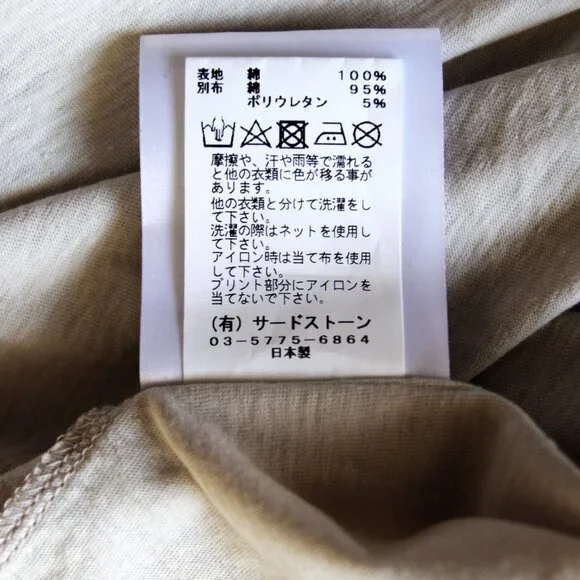 表地 綿 100%
別布 綿 95%
ポリウレタン 5%
摩擦や、汗や雨等で濡れる
と他の衣類に色が移る事が
あります。
他の衣類と分けて洗濯をし
て下さい。
洗濯の際はネットを使用し
て下さい。
アイロン時は当て布を使用
して下さい。
プリント部分にアイロンを
当てないで下さい。
(有) サードストーン
03-5775-6864
日本製